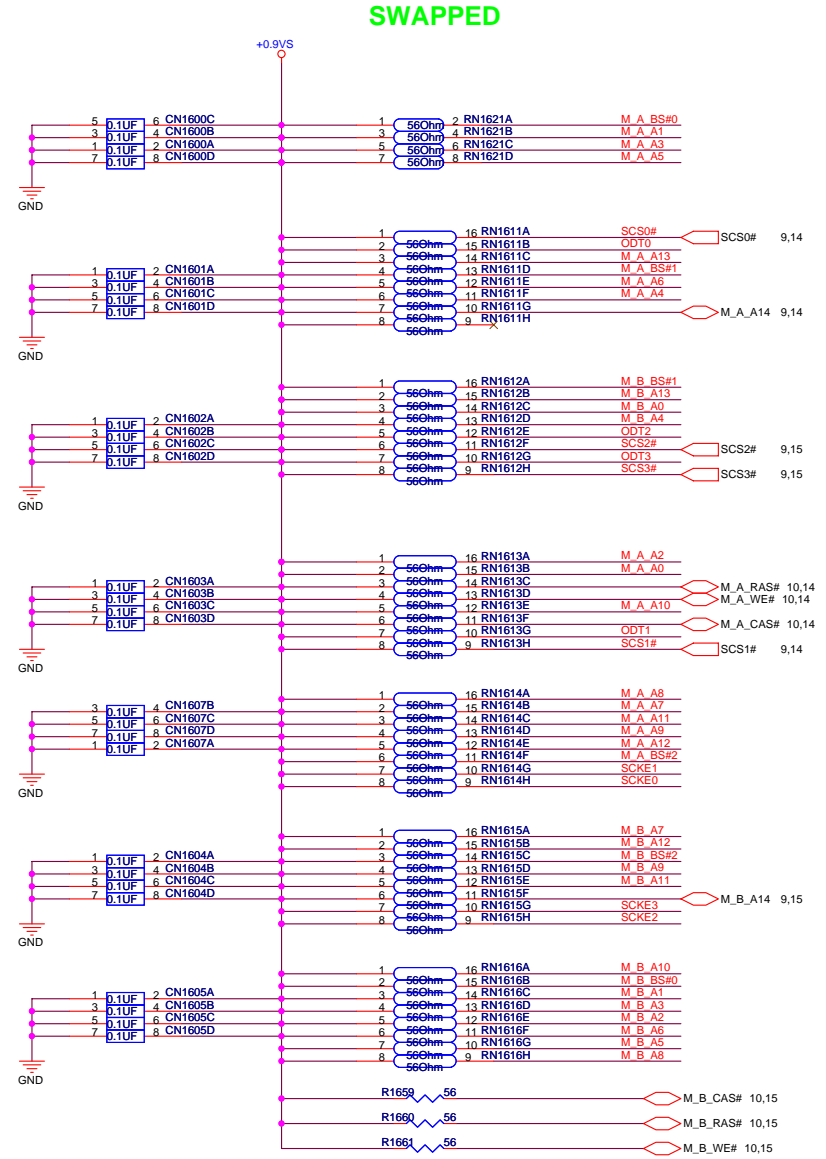 SWAPPED
+0.9VS
5 0.1UF 6 CN1600C 1 56Ohm 2 RN1621A M_A_BS#0
3 0.1UF 4 CN1600B 3 56Ohm 4 RN1621B M_A_A1
1 0.1UF 2 CN1600A 5 56Ohm 6 RN1621C M_A_A3
7 0.1UF 8 CN1600D 7 56Ohm 8 RN1621D M_A_A5
GND
1 56Ohm 16 RN1611A SCS0# SCS0# 9,14
2 56Ohm 15 RN1611B ODT0
3 56Ohm 14 RN1611C M_A_A13
1 0.1UF 2 CN1601A 4 56Ohm 13 RN1611D M_A_BS#1
3 0.1UF 4 CN1601B 5 56Ohm 12 RN1611E M_A_A6
5 0.1UF 6 CN1601C 6 56Ohm 11 RN1611F M_A_A4
7 0.1UF 8 CN1601D 7 56Ohm 10 RN1611G M_A_A14 9,14
8 56Ohm 9 RN1611H
GND
1 56Ohm 16 RN1612A M_B_BS#1
2 56Ohm 15 RN1612B M_B_A13
3 56Ohm 14 RN1612C M_B_A0
1 0.1UF 2 CN1602A 4 56Ohm 13 RN1612D M_B_A4
3 0.1UF 4 CN1602B 5 56Ohm 12 RN1612E ODT2
5 0.1UF 6 CN1602C 6 56Ohm 11 RN1612F SCS2# SCS2# 9,15
7 0.1UF 8 CN1602D 7 56Ohm 10 RN1612G ODT3
8 56Ohm 9 RN1612H SCS3# SCS3# 9,15
GND
1 56Ohm 16 RN1613A M_A_A2
2 56Ohm 15 RN1613B M_A_A0
1 0.1UF 2 CN1603A 3 56Ohm 14 RN1613C M_A_RAS# 10,14
3 0.1UF 4 CN1603B 4 56Ohm 13 RN1613D M_A_WE# 10,14
5 0.1UF 6 CN1603C 5 56Ohm 12 RN1613E M_A_A10
7 0.1UF 8 CN1603D 6 56Ohm 11 RN1613F M_A_CAS# 10,14
7 56Ohm 10 RN1613G ODT1
8 56Ohm 9 RN1613H SCS1# SCS1# 9,14
GND
1 56Ohm 16 RN1614A M_A_A8
3 0.1UF 4 CN1607B 2 56Ohm 15 RN1614B M_A_A7
5 0.1UF 6 CN1607C 3 56Ohm 14 RN1614C M_A_A11
7 0.1UF 8 CN1607D 4 56Ohm 13 RN1614D M_A_A9
1 0.1UF 2 CN1607A 5 56Ohm 12 RN1614E M_A_A12
6 56Ohm 11 RN1614F M_A_BS#2
7 56Ohm 10 RN1614G SCKE1
8 56Ohm 9 RN1614H SCKE0
GND
1 56Ohm 16 RN1615A M_B_A7
2 56Ohm 15 RN1615B M_B_A12
1 0.1UF 2 CN1604A 3 56Ohm 14 RN1615C M_B_BS#2
3 0.1UF 4 CN1604B 4 56Ohm 13 RN1615D M_B_A9
5 0.1UF 6 CN1604C 5 56Ohm 12 RN1615E M_B_A11
7 0.1UF 8 CN1604D 6 56Ohm 11 RN1615F M_B_A14 9,15
7 56Ohm 10 RN1615G SCKE3
8 56Ohm 9 RN1615H SCKE2
GND
1 56Ohm 16 RN1616A M_B_A10
2 56Ohm 15 RN1616B M_B_BS#0
1 0.1UF 2 CN1605A 3 56Ohm 14 RN1616C M_B_A1
3 0.1UF 4 CN1605B 4 56Ohm 13 RN1616D M_B_A3
5 0.1UF 6 CN1605C 5 56Ohm 12 RN1616E M_B_A2
7 0.1UF 8 CN1605D 6 56Ohm 11 RN1616F M_B_A6
7 56Ohm 10 RN1616G M_B_A5
8 56Ohm 9 RN1616H M_B_A8
GND
R1659 56 M_B_CAS# 10,15
R1660 56 M_B_RAS# 10,15
R1661 56 M_B_WE# 10,15